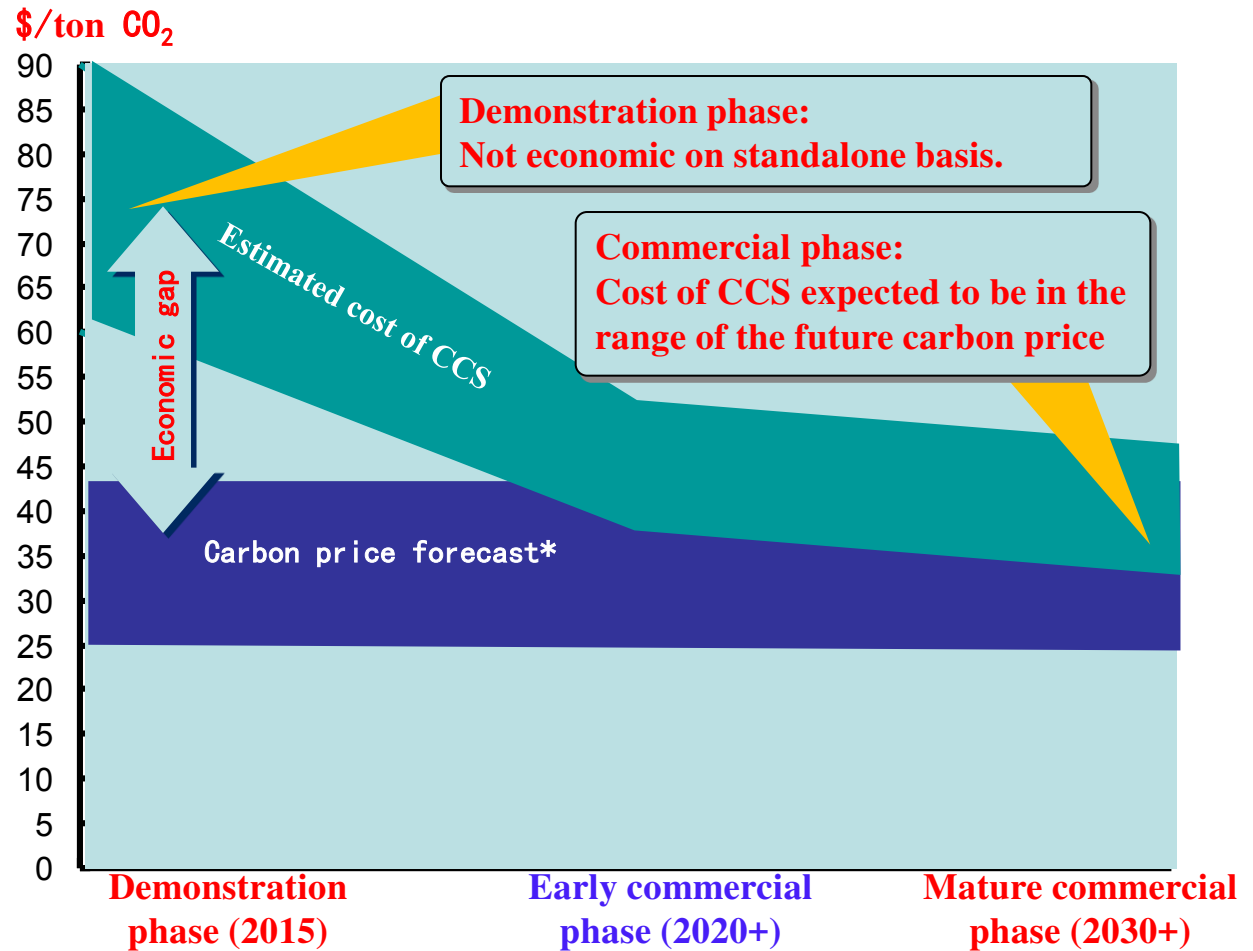 $/ton CO₂
90
85
80
75
70
65
60
55
50
45
40
35
30
25
20
15
10
5
0
Demonstration phase:
Not economic on standalone basis.
Commercial phase:
Cost of CCS expected to be in the
range of the future carbon price
Estimated cost of CCS
Economic gap
Carbon price forecast*
Demonstration
phase (2015)
Early commercial
phase (2020+)
Mature commercial
phase (2030+)